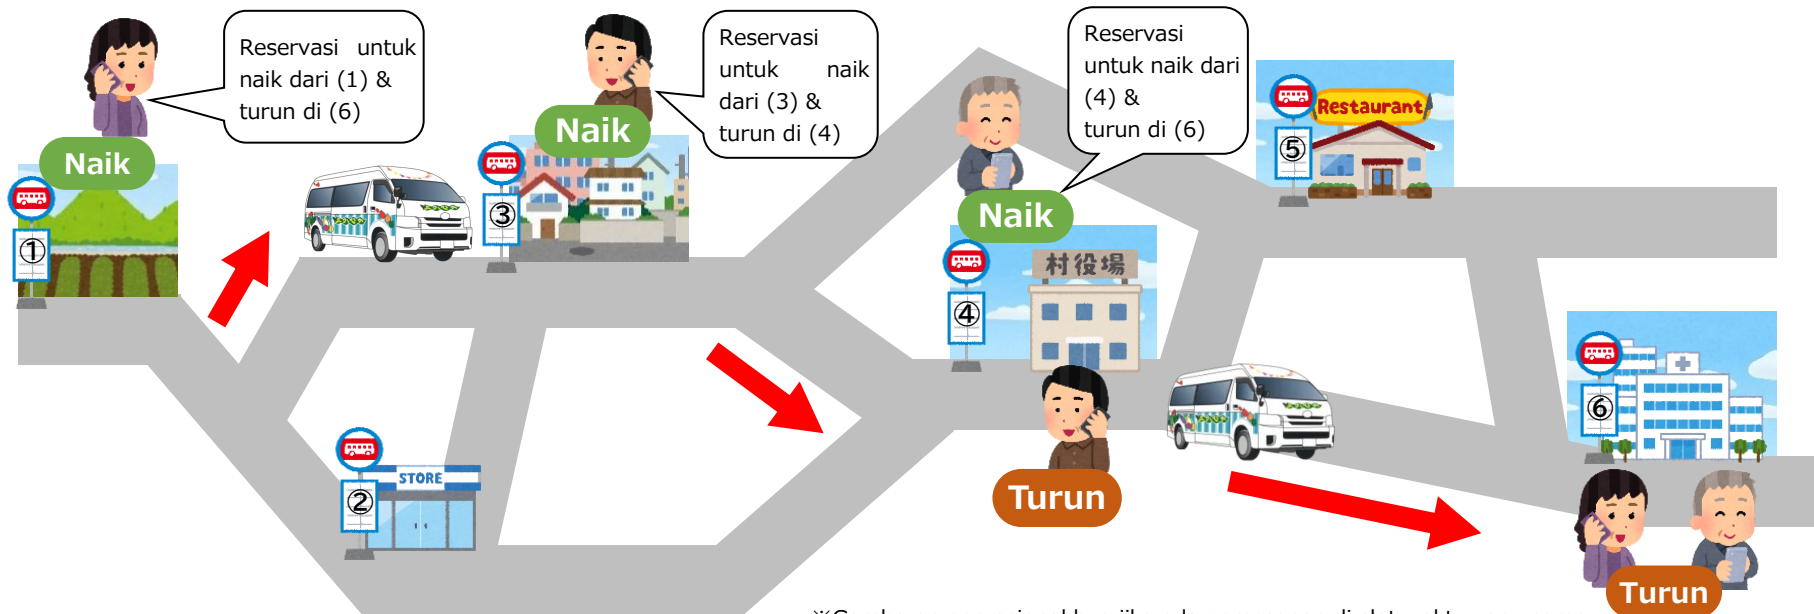 Reservasi untuk
naik dari (1) &
turun di (6)
Naik
①
Reservasi
untuk naik
dari (3) &
turun di (4)
Naik
③
Reservasi
untuk naik dari
(4) &
turun di (6)
Naik
④
村役場
Restaurant
⑤
⑥
STORE
②
Turun
Turun